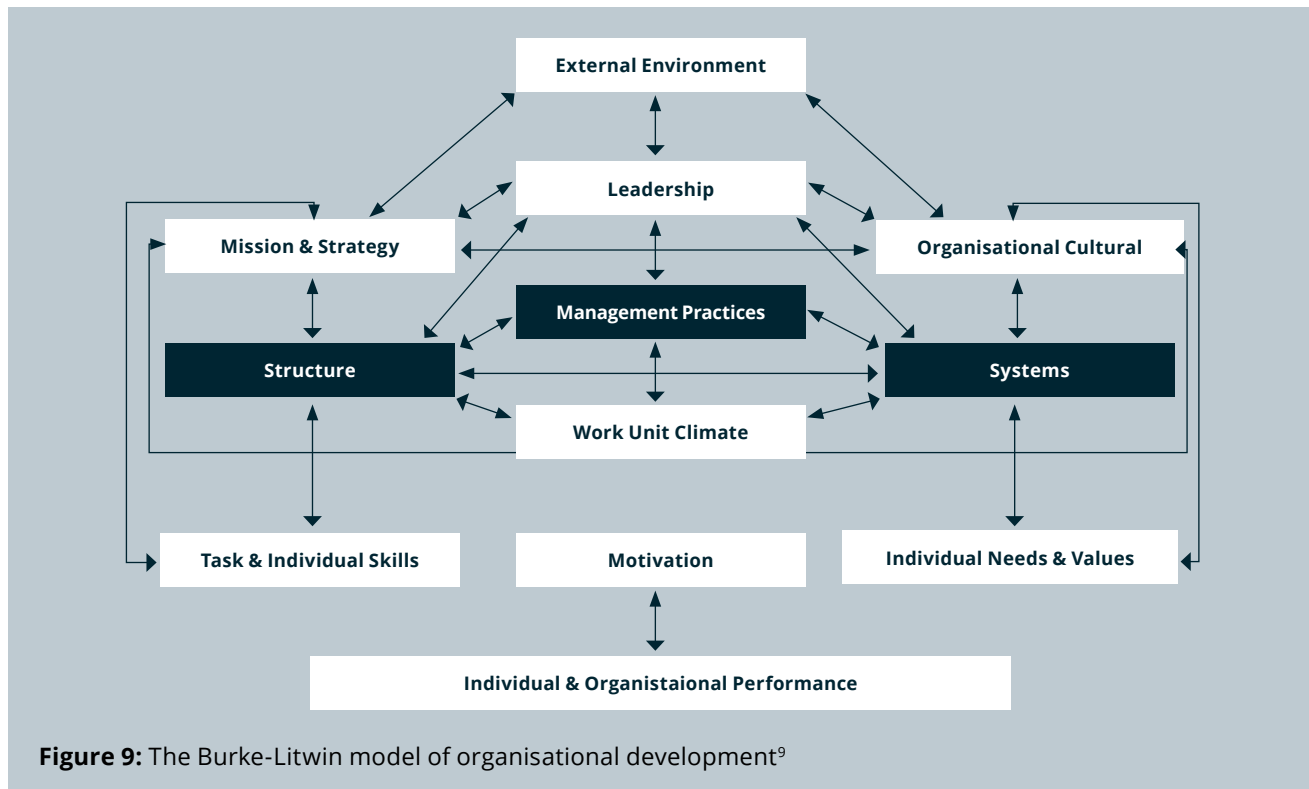 External Environment
Leadership
Mission & Strategy
Organisational Cultural
Management Practices
Structure
Systems
Work Unit Climate
Task & Individual Skills
Motivation
Individual Needs & Values
Individual & Organistaional Performance
Figure 9: The Burke-Litwin model of organisational development⁹